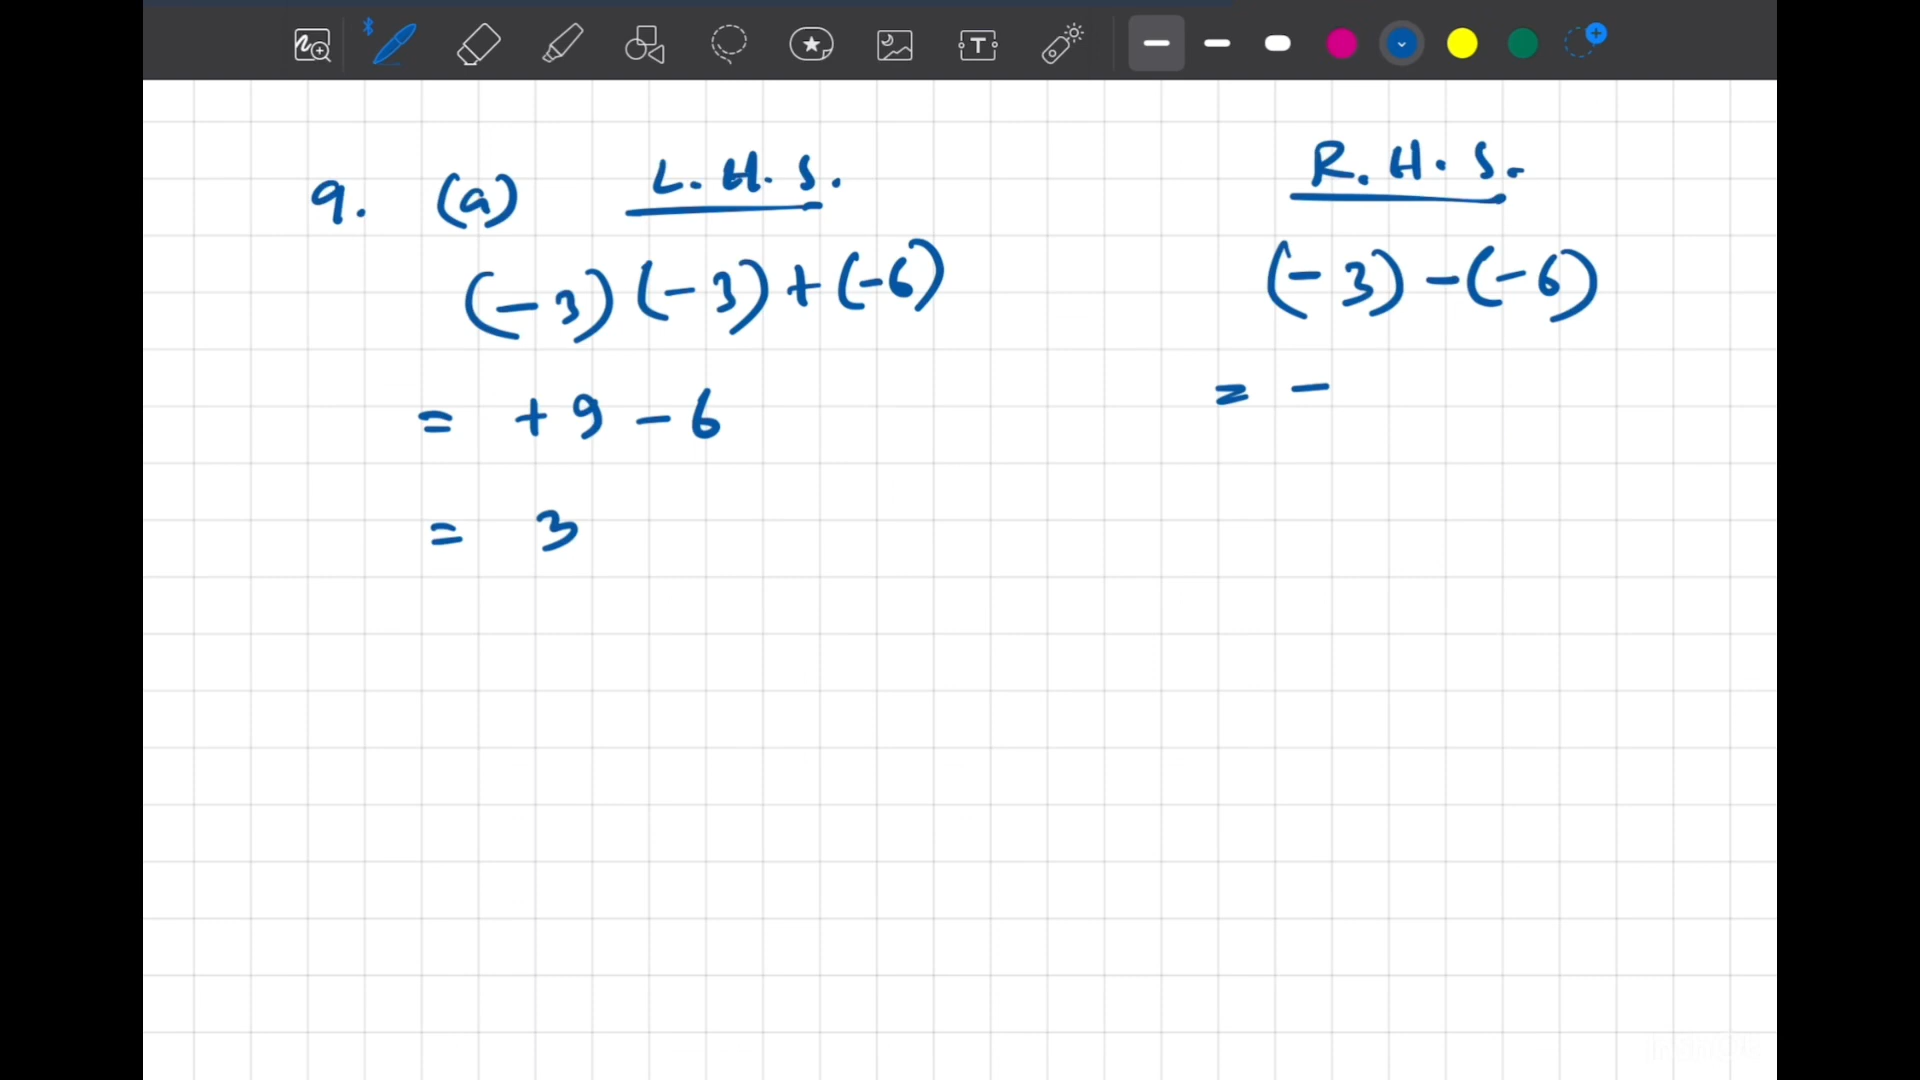 9. (a) L.H.S. R.H.S.
(-3)(-3)+(-6) (-3)-(-6)
= +9-6 = -
= 3